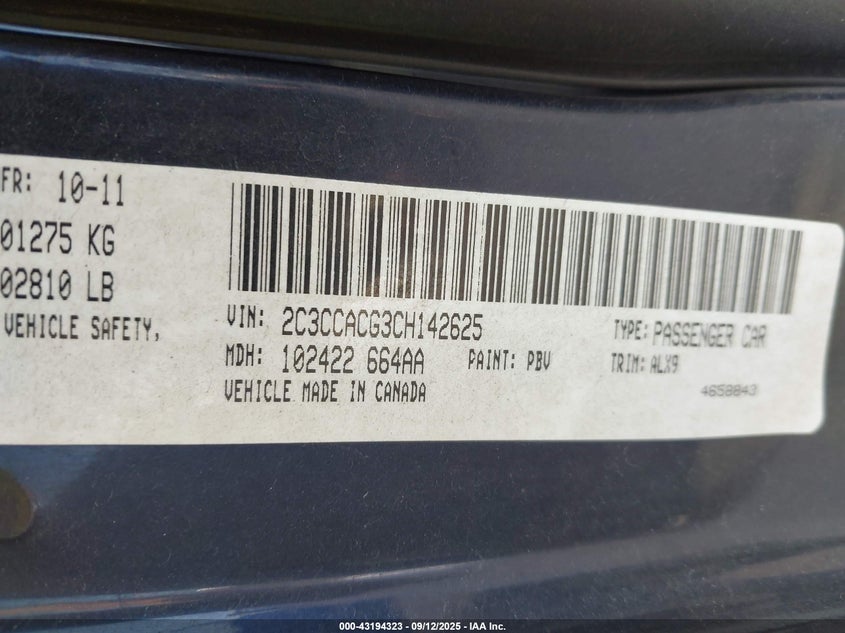 FR: 10-11
01275 KG
02810 LB
VEHICLE SAFETY,
VIN: 2C3CCACG3CH142625
TYPE: PASSENGER CAR
MDH: 102422 664AA PAINT: PBV TRIM: ALX9
VEHICLE MADE IN CANADA
4658843
000-43194323 - 09/12/2025 - IAA Inc.